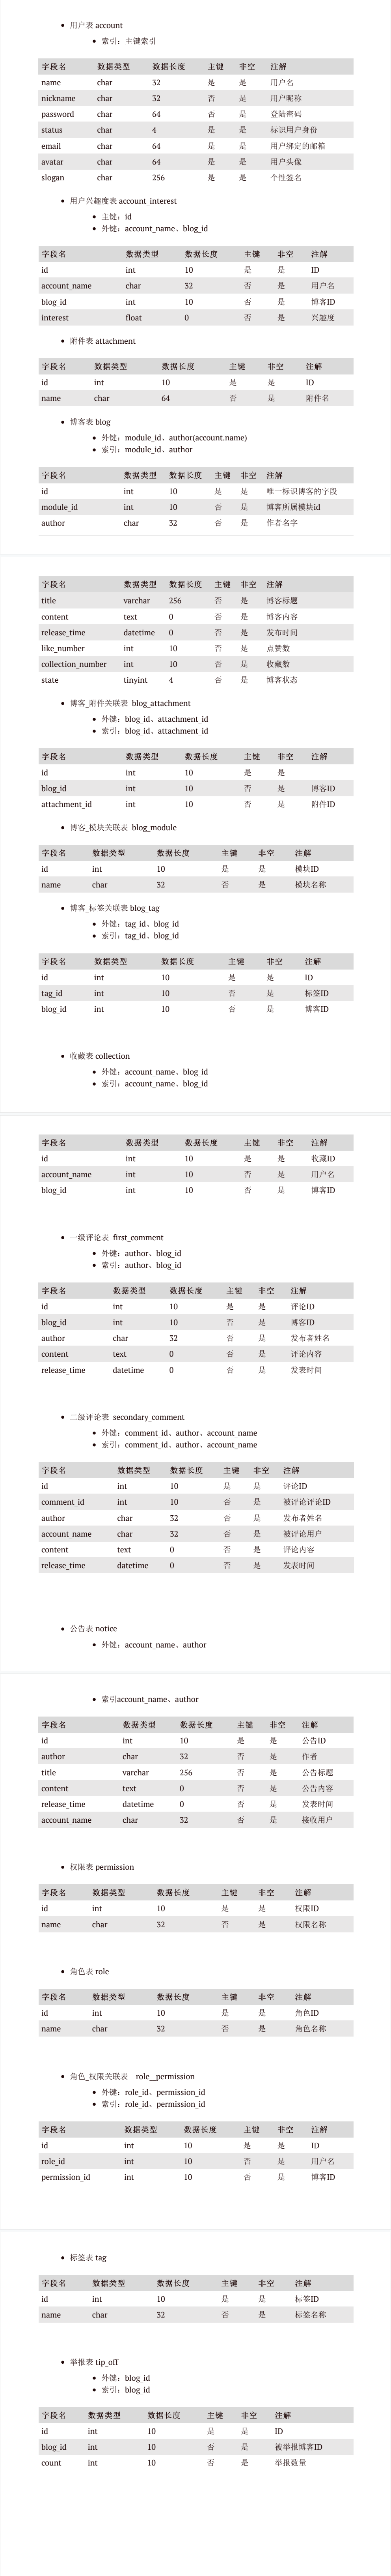 用户表 account
索引：主键索引
字段名 数据类型 数据长度 主键 非空 注解
name char 32 是 是 用户名
nickname char 32 否 是 用户昵称
password char 64 否 是 登陆密码
status char 4 是 是 标识用户身份
email char 64 是 是 用户绑定的邮箱
avatar char 64 是 是 用户头像
slogan char 256 是 是 个性签名
用户兴趣度表 account_interest
主键：id
外键：account_name、blog_id
字段名 数据类型 数据长度 主键 非空 注解
id int 10 是 是 ID
account_name char 32 否 是 用户名
blog_id int 10 否 是 博客ID
interest float 0 否 是 兴趣度
附件表 attachment
字段名 数据类型 数据长度 主键 非空 注解
id int 10 是 是 ID
name char 64 否 是 附件名
博客表 blog
外键：module_id、author(account.name)
索引：module_id、author
字段名 数据类型 数据长度 主键 非空 注解
id int 10 是 是 唯一标识博客的字段
module_id int 10 否 是 博客所属模块id
author char 32 否 是 作者名字
字段名 数据类型 数据长度 主键 非空 注解
title varchar 256 否 是 博客标题
content text 0 否 是 博客内容
release_time datetime 0 否 是 发布时间
like_number int 10 否 是 点赞数
collection_number int 10 否 是 收藏数
state tinyint 4 否 是 博客状态
博客_附件关联表 blog_attachment
外键：blog_id、attachment_id
索引：blog_id、attachment_id
字段名 数据类型 数据长度 主键 非空 注解
id int 10 是 是
blog_id int 10 否 是 博客ID
attachment_id int 10 否 是 附件ID
博客_模块关联表 blog_module
字段名 数据类型 数据长度 主键 非空 注解
id int 10 是 是 模块ID
name char 32 否 是 模块名称
博客_标签关联表 blog_tag
外键：tag_id、blog_id
索引：tag_id、blog_id
字段名 数据类型 数据长度 主键 非空 注解
id int 10 是 是 ID
tag_id int 10 否 是 标签ID
blog_id int 10 否 是 博客ID
收藏表 collection
外键：account_name、blog_id
索引：account_name、blog_id
字段名 数据类型 数据长度 主键 非空 注解
id int 10 是 是 收藏ID
account_name int 10 否 是 用户名
blog_id int 10 否 是 博客ID
一级评论表 first_comment
外键：author、blog_id
索引：author、blog_id
字段名 数据类型 数据长度 主键 非空 注解
id int 10 是 是 评论ID
blog_id int 10 否 是 博客ID
author char 32 否 是 发布者姓名
content text 0 否 是 评论内容
release_time datetime 0 否 是 发表时间
二级评论表 secondary_comment
外键：comment_id、author、account_name
索引：comment_id、author、account_name
字段名 数据类型 数据长度 主键 非空 注解
id int 10 是 是 评论ID
comment_id int 10 否 是 被评论评论ID
author char 32 否 是 发布者姓名
account_name char 32 否 是 被评论用户
content text 0 否 是 评论内容
release_time datetime 0 否 是 发表时间
公告表 notice
外键：account_name、author
索引account_name、author
字段名 数据类型 数据长度 主键 非空 注解
id int 10 是 是 公告ID
author char 32 否 是 作者
title varchar 256 否 是 公告标题
content text 0 否 是 公告内容
release_time datetime 0 否 是 发表时间
account_name char 32 否 是 接收用户
权限表 permission
字段名 数据类型 数据长度 主键 非空 注解
id int 10 是 是 权限ID
name char 32 否 是 权限名称
角色表 role
字段名 数据类型 数据长度 主键 非空 注解
id int 10 是 是 角色ID
name char 32 否 是 角色名称
角色_权限关联表 role__permission
外键：role_id、permission_id
索引：role_id、permission_id
字段名 数据类型 数据长度 主键 非空 注解
id int 10 是 是 ID
role_id int 10 否 是 用户名
permission_id int 10 否 是 博客ID
标签表 tag
字段名 数据类型 数据长度 主键 非空 注解
id int 10 是 是 标签ID
name char 32 否 是 标签名称
举报表 tip_off
外键：blog_id
索引：blog_id
字段名 数据类型 数据长度 主键 非空 注解
id int 10 是 是 ID
blog_id int 10 否 是 被举报博客ID
count int 10 否 是 举报数量